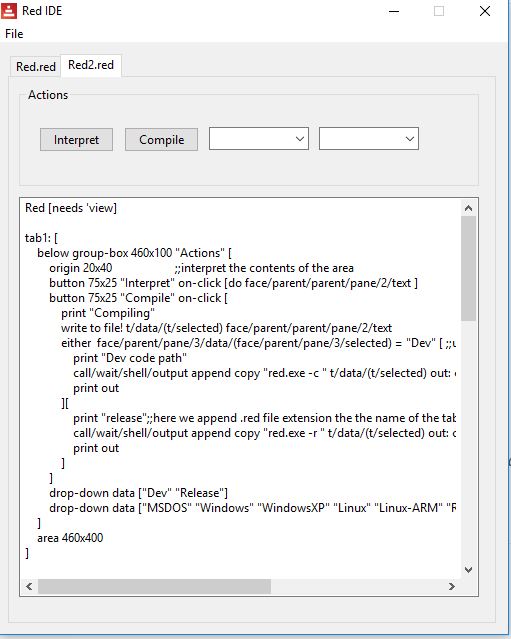 Red IDE
File
Red.red Red2.red
Actions
Interpret Compile
Red [needs 'view]
tab1: [
below group-box 460x100 "Actions" [
origin 20x40 ;;interpret the contents of the area
button 75x25 "Interpret" on-click [do face/parent/parent/pane/2/text ]
button 75x25 "Compile" on-click [
print "Compiling"
write to file! t/data/(t/selected) face/parent/parent/pane/2/text
either face/parent/pane/3/data/(face/parent/pane/3/selected) = "Dev" [ ;;u
print "Dev code path"
call/wait/shell/output append copy "red.exe -c " t/data/(t/selected) out:
print out
][
print "release";;here we append .red file extension the the name of the tab
call/wait/shell/output append copy "red.exe -r " t/data/(t/selected) out:
print out
]
]
drop-down data ["Dev" "Release"]
drop-down data ["MSDOS" "Windows" "WindowsXP" "Linux" "Linux-ARM" "R
]
area 460x400
]